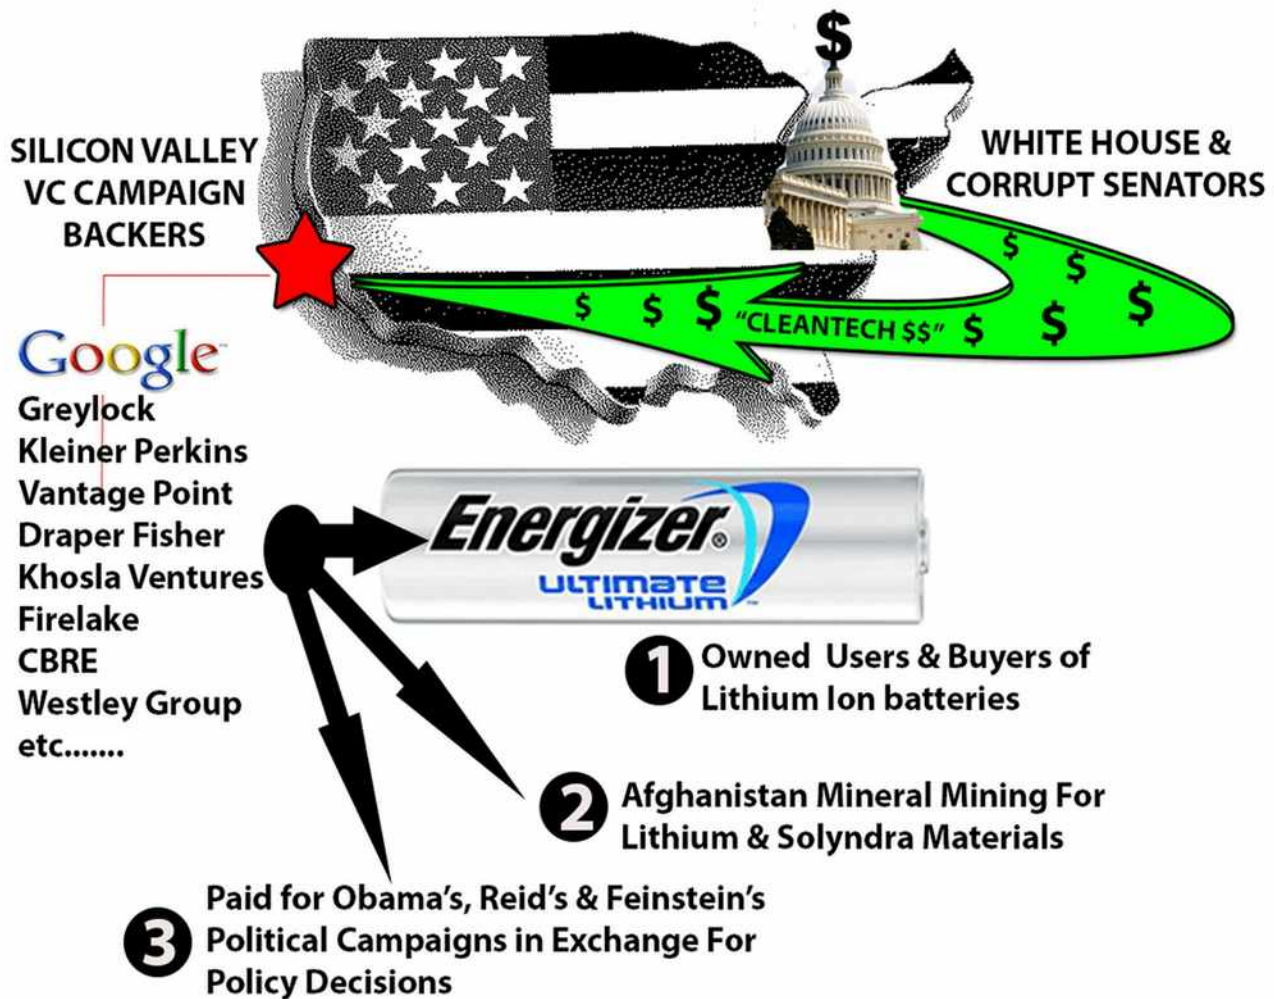 $
SILICON VALLEY
VC CAMPAIGN
BACKERS
WHITE HOUSE &
CORRUPT SENATORS
$ $ $ "CLEANTECH $$" $ $ $ $ $
Google™
Greylock
Kleiner Perkins
Vantage Point
Draper Fisher
Khosla Ventures
Firelake
CBRE
Westley Group
etc.......
Energizer®
ULTIMATE
LITHIUM™
1 Owned Users & Buyers of
Lithium Ion batteries
2 Afghanistan Mineral Mining For
Lithium & Solyndra Materials
3 Paid for Obama's, Reid's & Feinstein's
Political Campaigns in Exchange For
Policy Decisions